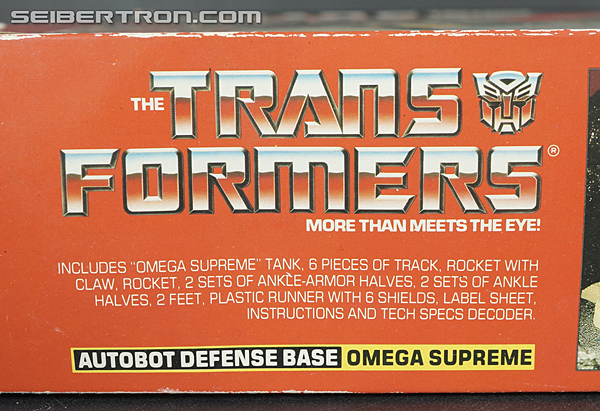 SEIBERTRON.COM
THE TRANS
FORMERS®
MORE THAN MEETS THE EYE!
INCLUDES "OMEGA SUPREME" TANK, 6 PIECES OF TRACK, ROCKET WITH
CLAW, ROCKET, 2 SETS OF ANKLE-ARMOR HALVES, 2 SETS OF ANKLE
HALVES, 2 FEET, PLASTIC RUNNER WITH 6 SHIELDS, LABEL SHEET,
INSTRUCTIONS AND TECH SPECS DECODER.
AUTOBOT DEFENSE BASE OMEGA SUPREME